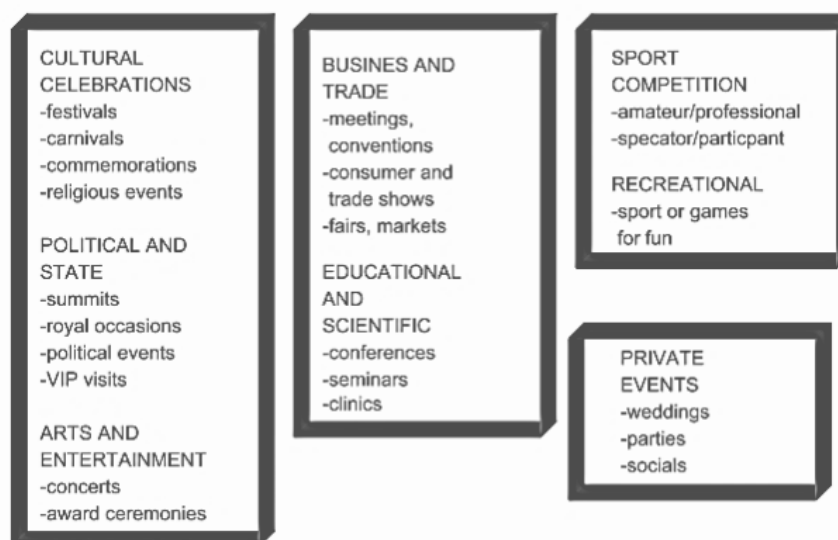 CULTURAL
CELEBRATIONS
-festivals
-carnivals
-commemorations
-religious events
POLITICAL AND
STATE
-summits
-royal occasions
-political events
-VIP visits
ARTS AND
ENTERTAINMENT
-concerts
-award ceremonies
BUSINES AND
TRADE
-meetings,
conventions
-consumer and
trade shows
-fairs, markets
EDUCATIONAL
AND
SCIENTIFIC
-conferences
-seminars
-clinics
SPORT
COMPETITION
-amateur/professional
-specator/particpant
RECREATIONAL
-sport or games
for fun
PRIVATE
EVENTS
-weddings
-parties
-socials